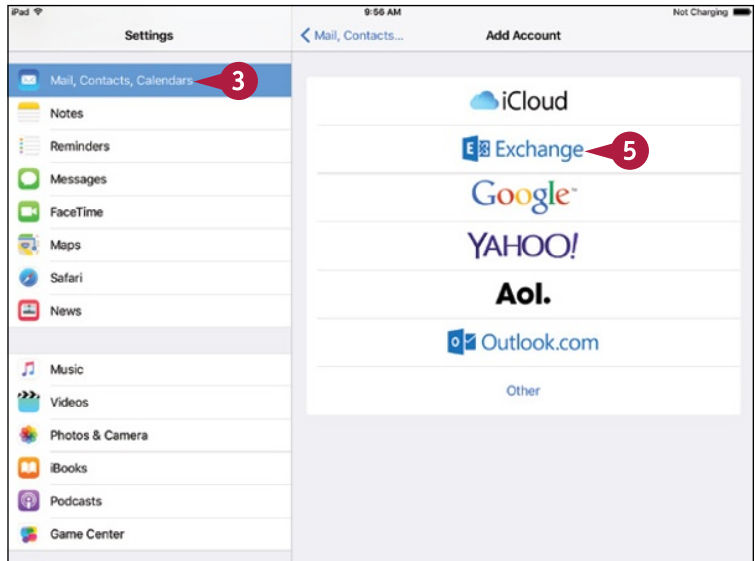 iPad 9:56 AM Not Charging
Settings
Mail, Contacts, Calendars 3
Notes
Reminders
Messages
FaceTime
Maps
Safari
News
Music
Videos
Photos & Camera
iBooks
Podcasts
Game Center
Mail, Contacts... Add Account
iCloud
E Exchange 5
Google
YAHOO!
Aol.
o Outlook.com
Other